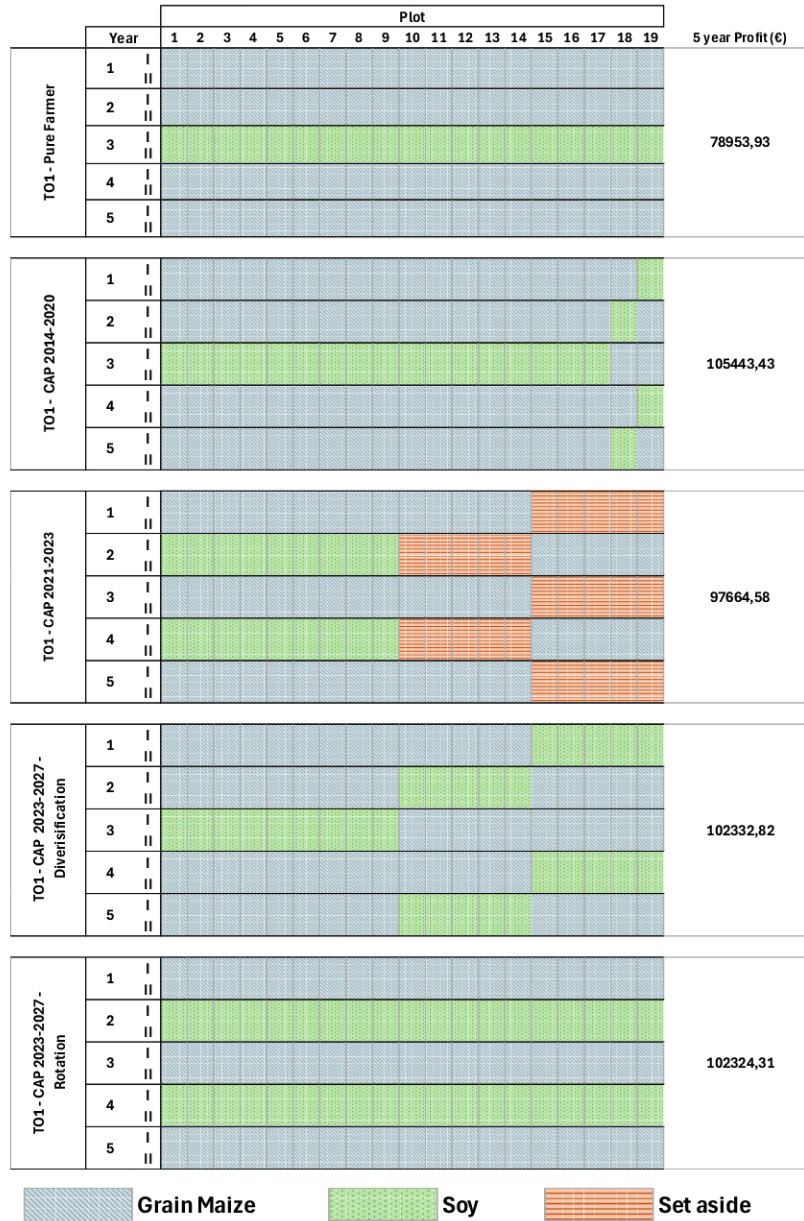 Plot
Year 1 2 3 4 5 6 7 8 9 10 11 12 13 14 15 16 17 18 19 5 year Profit (€)
TO1 - Pure Farmer
1 I
II
2 I
II
3 I
II
4 I
II
5 I
II
78953,93
TO1 - CAP 2014-2020
1 I
II
2 I
II
3 I
II
4 I
II
5 I
II
105443,43
TO1 - CAP 2021-2023
1 I
II
2 I
II
3 I
II
4 I
II
5 I
II
97664,58
TO1 - CAP 2023-2027 -
Diverisification
1 I
II
2 I
II
3 I
II
4 I
II
5 I
II
102332,82
TO1 - CAP 2023-2027 -
Rotation
1 I
II
2 I
II
3 I
II
4 I
II
5 I
II
102324,31
Grain Maize Soy Set aside